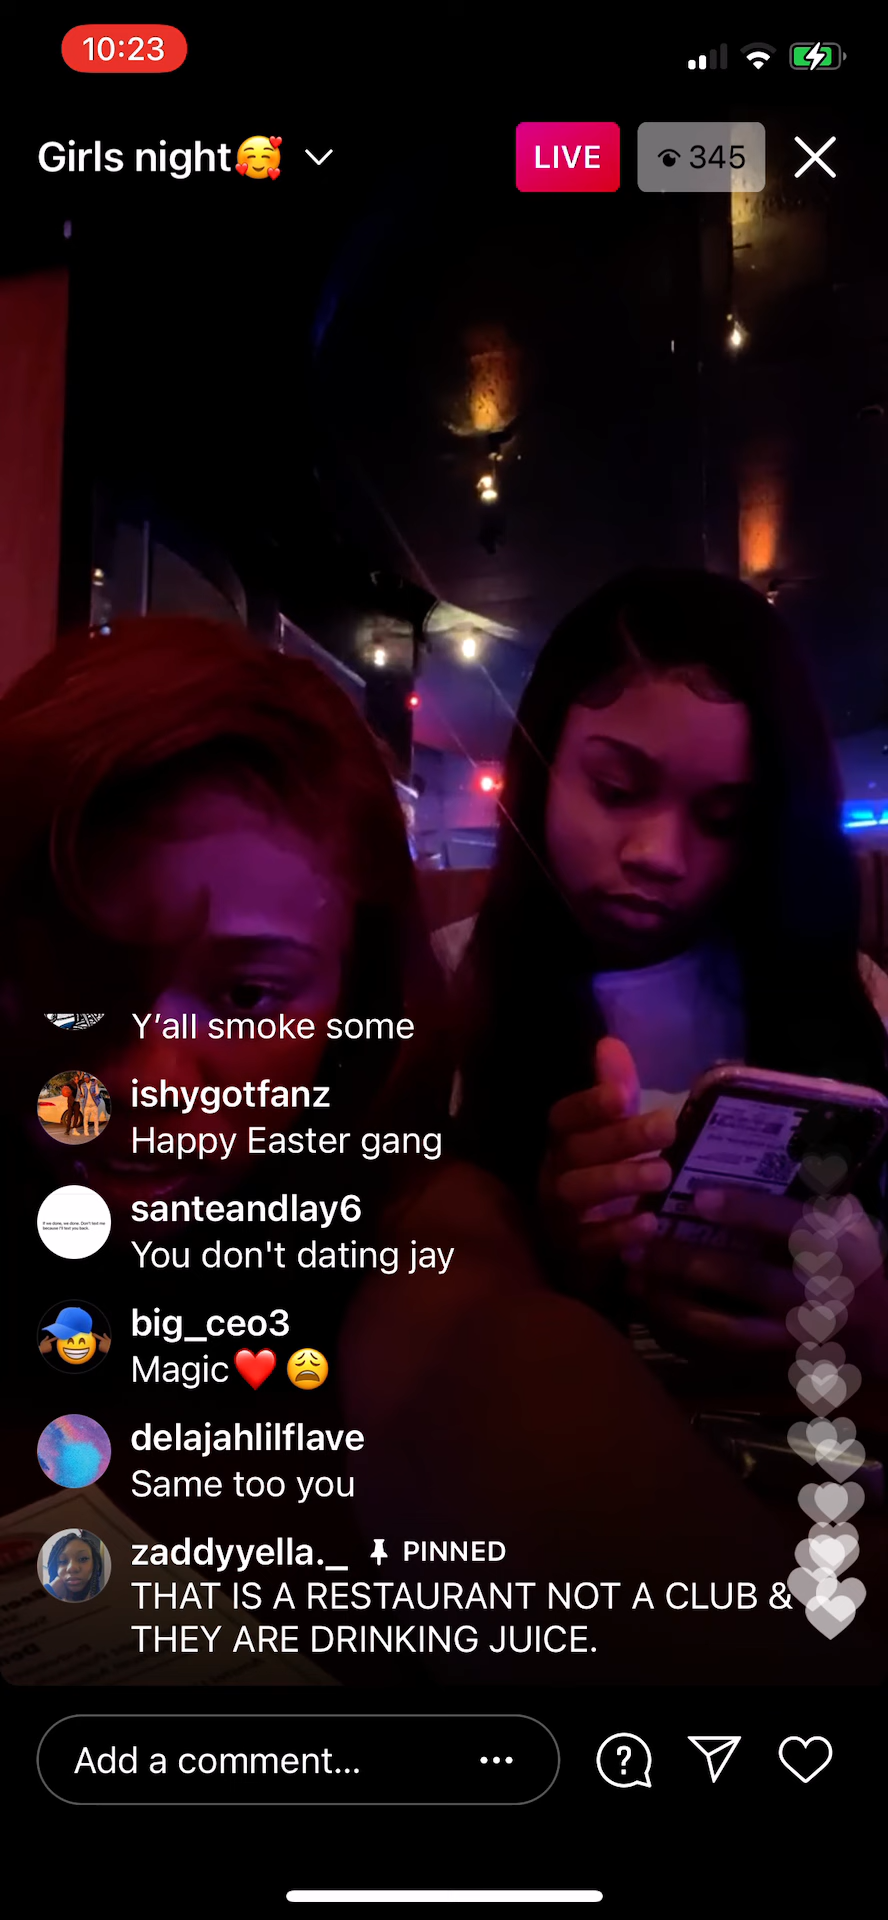 10:23
Girls night🥰
LIVE
345
Y'all smoke some
ishygotfanz
Happy Easter gang
santeandlay6
You don't dating jay
big_ceo3
Magic❤️😩
delajahlilflave
Same too you
zaddyyella._ PINNED
THAT IS A RESTAURANT NOT A CLUB &
THEY ARE DRINKING JUICE.
Add a comment...